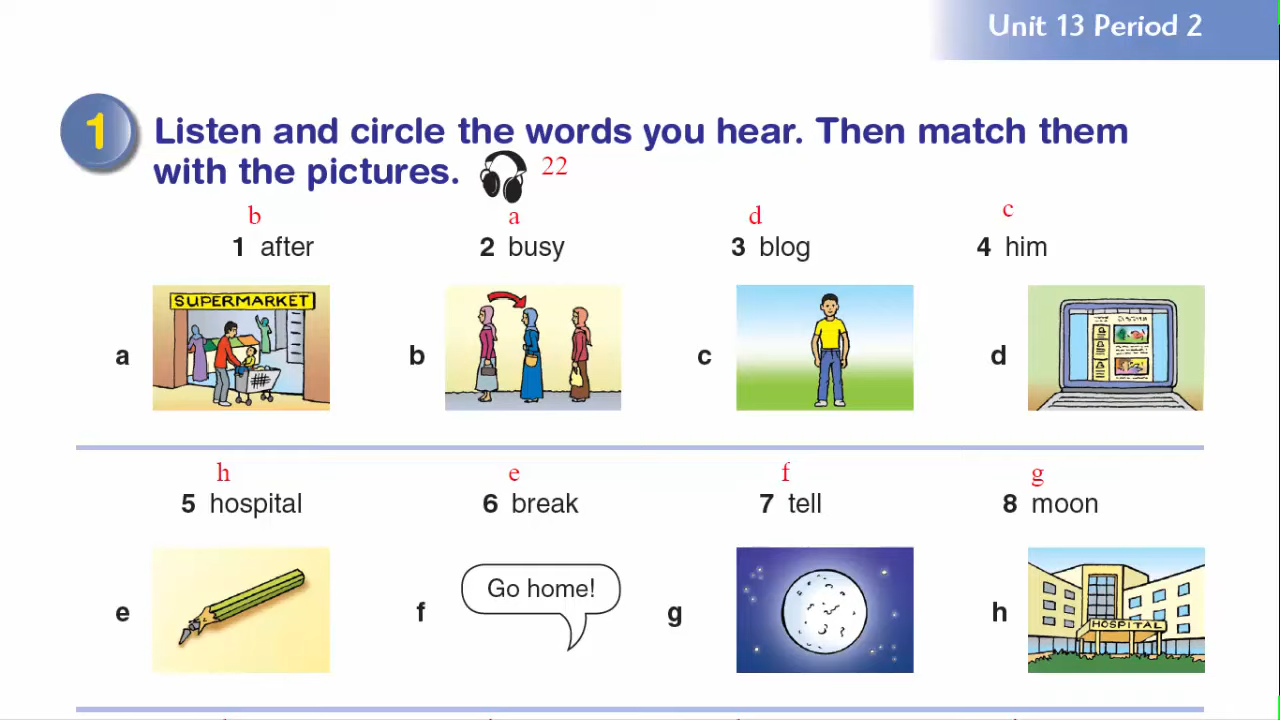 Unit 13 Period 2
1 Listen and circle the words you hear. Then match them
with the pictures. 22
b a d c
1 after 2 busy 3 blog 4 him
SUPERMARKET
a b c d
h e f g
5 hospital 6 break 7 tell 8 moon
Go home!
HOSPITAL
e f g h